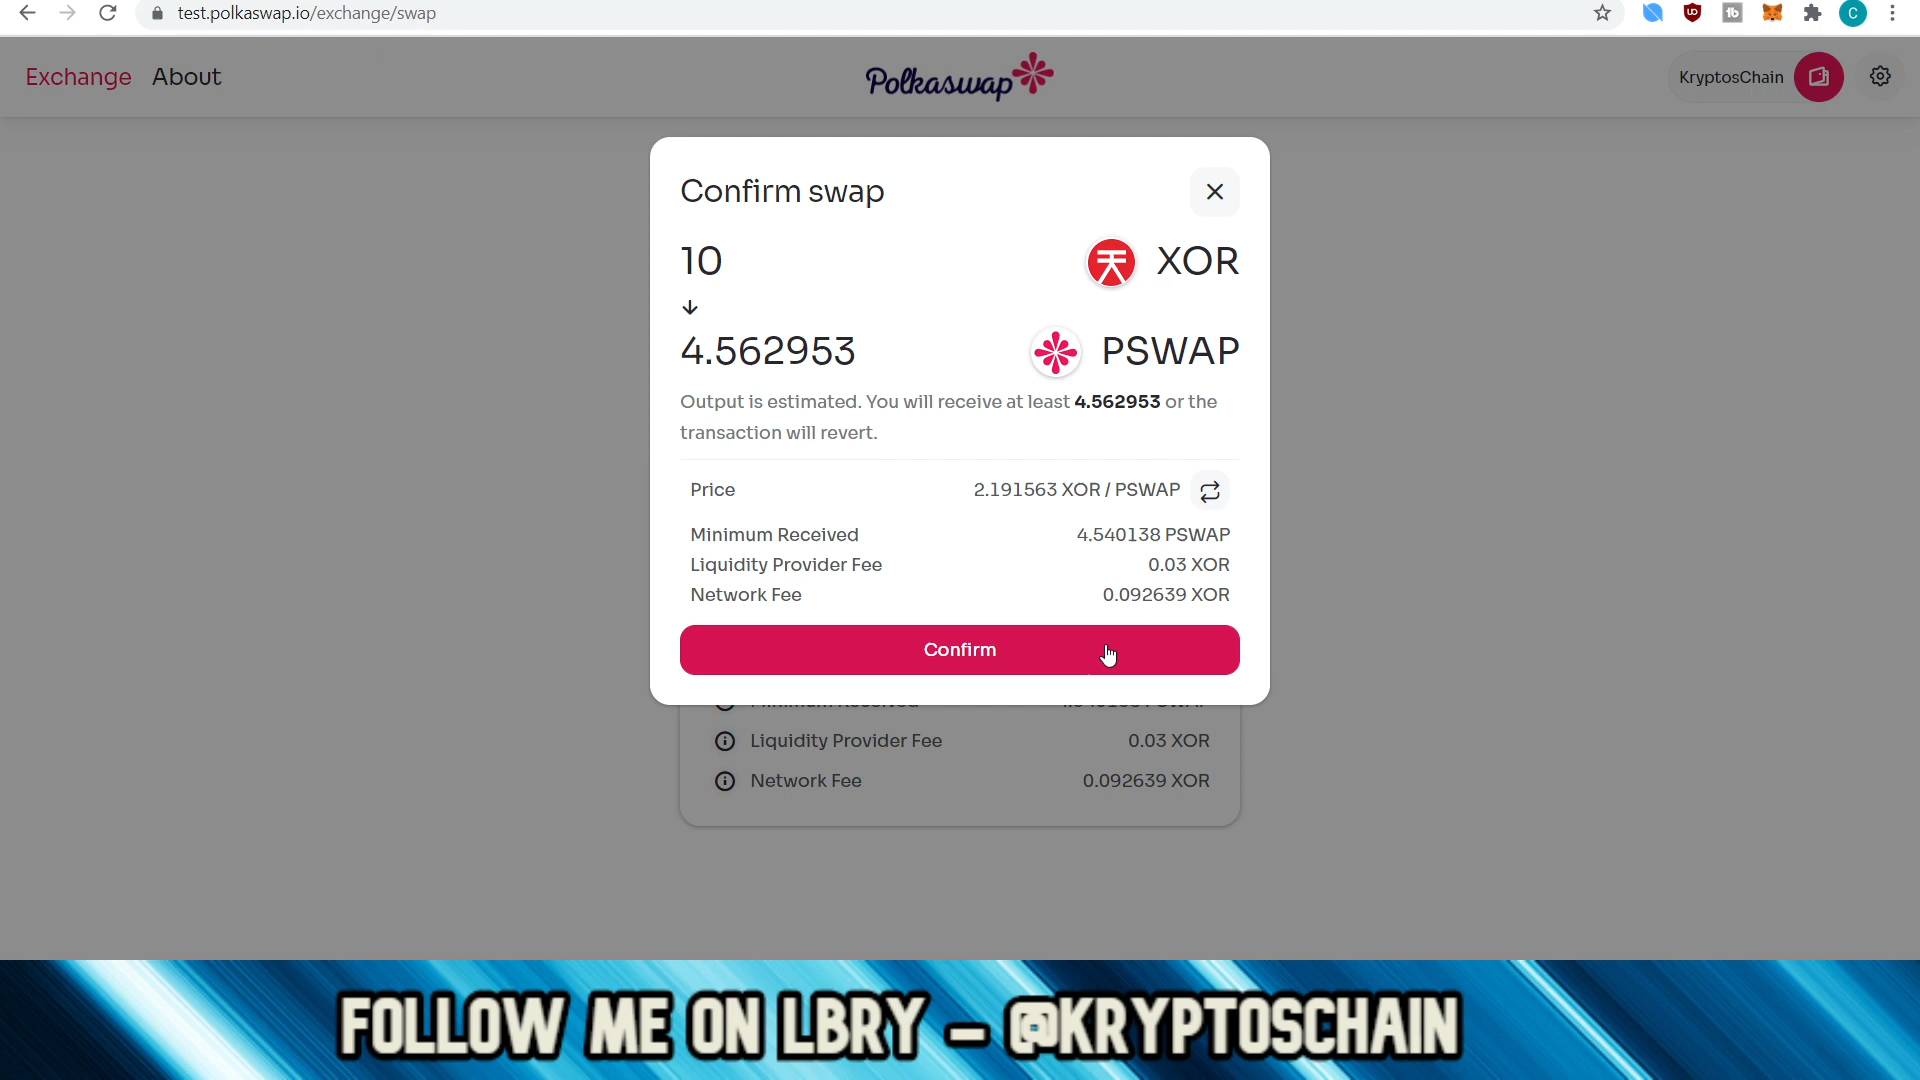 test.polkaswap.io/exchange/swap
Exchange About
Polkaswap
KryptosChain
Confirm swap
10 XOR
4.562953 PSWAP
Output is estimated. You will receive at least 4.562953 or the
transaction will revert.
Price 2.191563 XOR / PSWAP
Minimum Received 4.540138 PSWAP
Liquidity Provider Fee 0.03 XOR
Network Fee 0.092639 XOR
Confirm
Liquidity Provider Fee 0.03 XOR
Network Fee 0.092639 XOR
FOLLOW ME ON LBRY - @KRYPTOSCHAIN